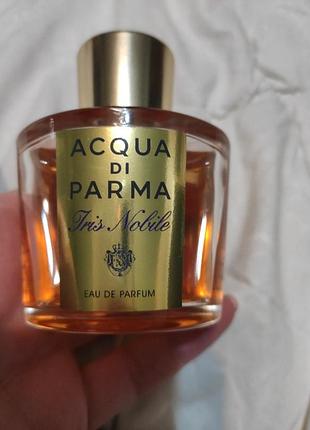 ACQUA
DI
PARMA
Iris Nobile
EAU DE PARFUM